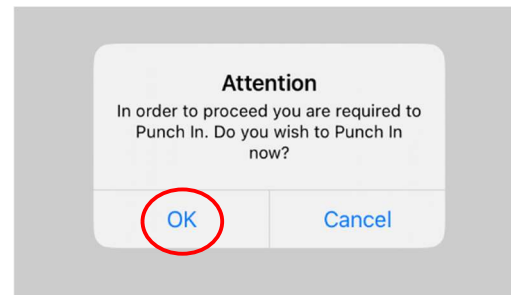 Attention
In order to proceed you are required to
Punch In. Do you wish to Punch In
now?
OK
Cancel